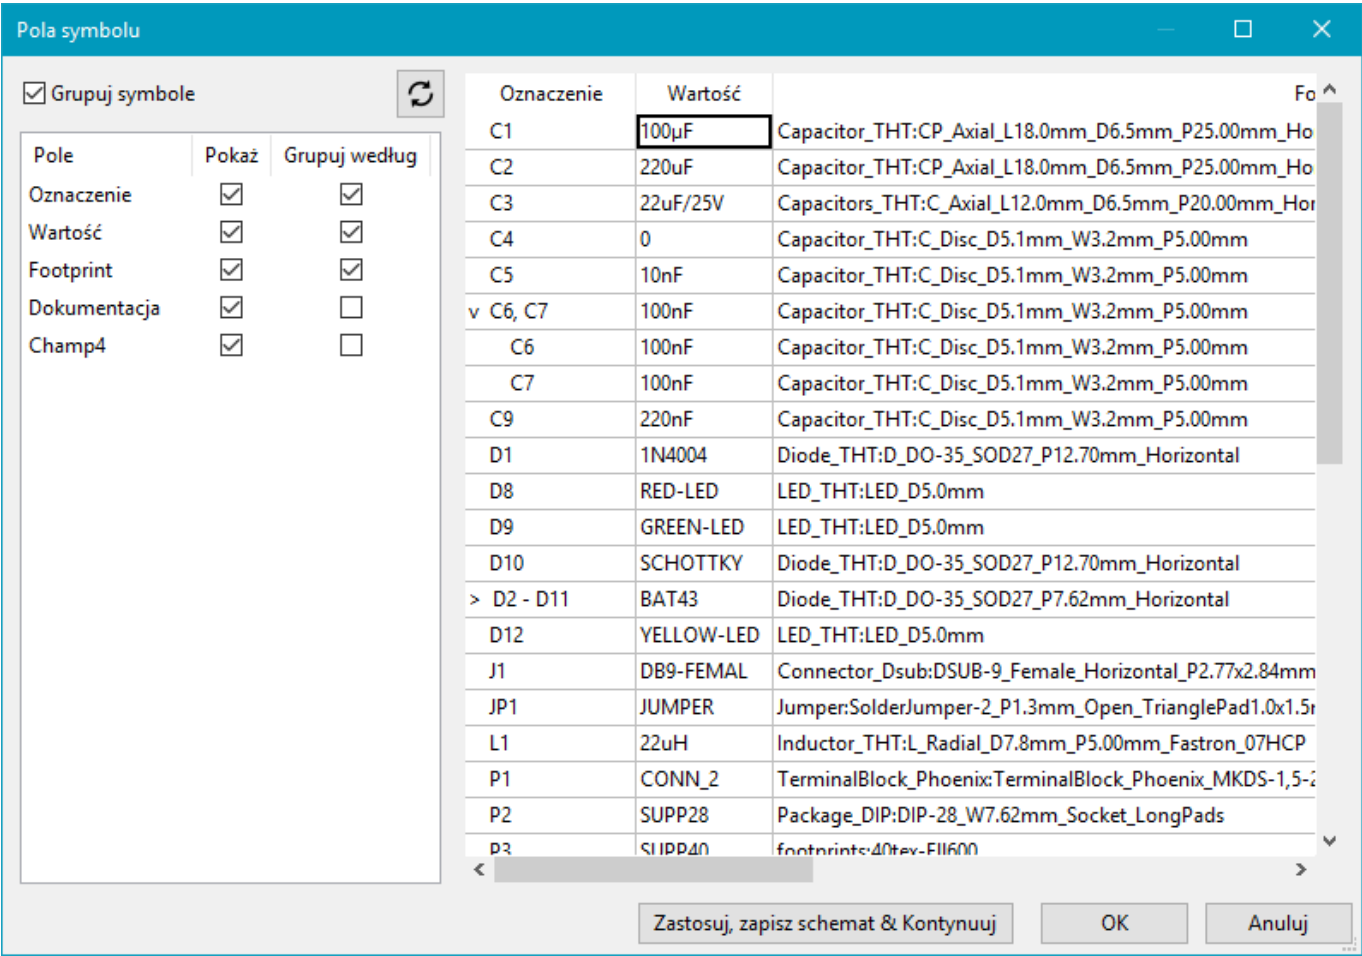 Pola symbolu
Grupuj symbole
Pole Pokaż Grupuj według
Oznaczenie
Wartość
Footprint
Dokumentacja
Champ4
Oznaczenie Wartość Fo
C1 100µF Capacitor_THT:CP_Axial_L18.0mm_D6.5mm_P25.00mm_Ho
C2 220uF Capacitor_THT:CP_Axial_L18.0mm_D6.5mm_P25.00mm_Ho
C3 22uF/25V Capacitors_THT:C_Axial_L12.0mm_D6.5mm_P20.00mm_Hor
C4 0 Capacitor_THT:C_Disc_D5.1mm_W3.2mm_P5.00mm
C5 10nF Capacitor_THT:C_Disc_D5.1mm_W3.2mm_P5.00mm
v C6, C7 100nF Capacitor_THT:C_Disc_D5.1mm_W3.2mm_P5.00mm
C6 100nF Capacitor_THT:C_Disc_D5.1mm_W3.2mm_P5.00mm
C7 100nF Capacitor_THT:C_Disc_D5.1mm_W3.2mm_P5.00mm
C9 220nF Capacitor_THT:C_Disc_D5.1mm_W3.2mm_P5.00mm
D1 1N4004 Diode_THT:D_DO-35_SOD27_P12.70mm_Horizontal
D8 RED-LED LED_THT:LED_D5.0mm
D9 GREEN-LED LED_THT:LED_D5.0mm
D10 SCHOTTKY Diode_THT:D_DO-35_SOD27_P12.70mm_Horizontal
> D2 - D11 BAT43 Diode_THT:D_DO-35_SOD27_P7.62mm_Horizontal
D12 YELLOW-LED LED_THT:LED_D5.0mm
J1 DB9-FEMAL Connector_Dsub:DSUB-9_Female_Horizontal_P2.77x2.84mm
JP1 JUMPER Jumper:SolderJumper-2_P1.3mm_Open_TrianglePad1.0x1.5r
L1 22uH Inductor_THT:L_Radial_D7.8mm_P5.00mm_Fastron_07HCP
P1 CONN_2 TerminalBlock_Phoenix:TerminalBlock_Phoenix_MKDS-1,5-2
P2 SUPP28 Package_DIP:DIP-28_W7.62mm_Socket_LongPads
P3 SUPP40 footprints:40tex-Ell600
Zastosuj, zapisz schemat & Kontynuuj OK Anuluj